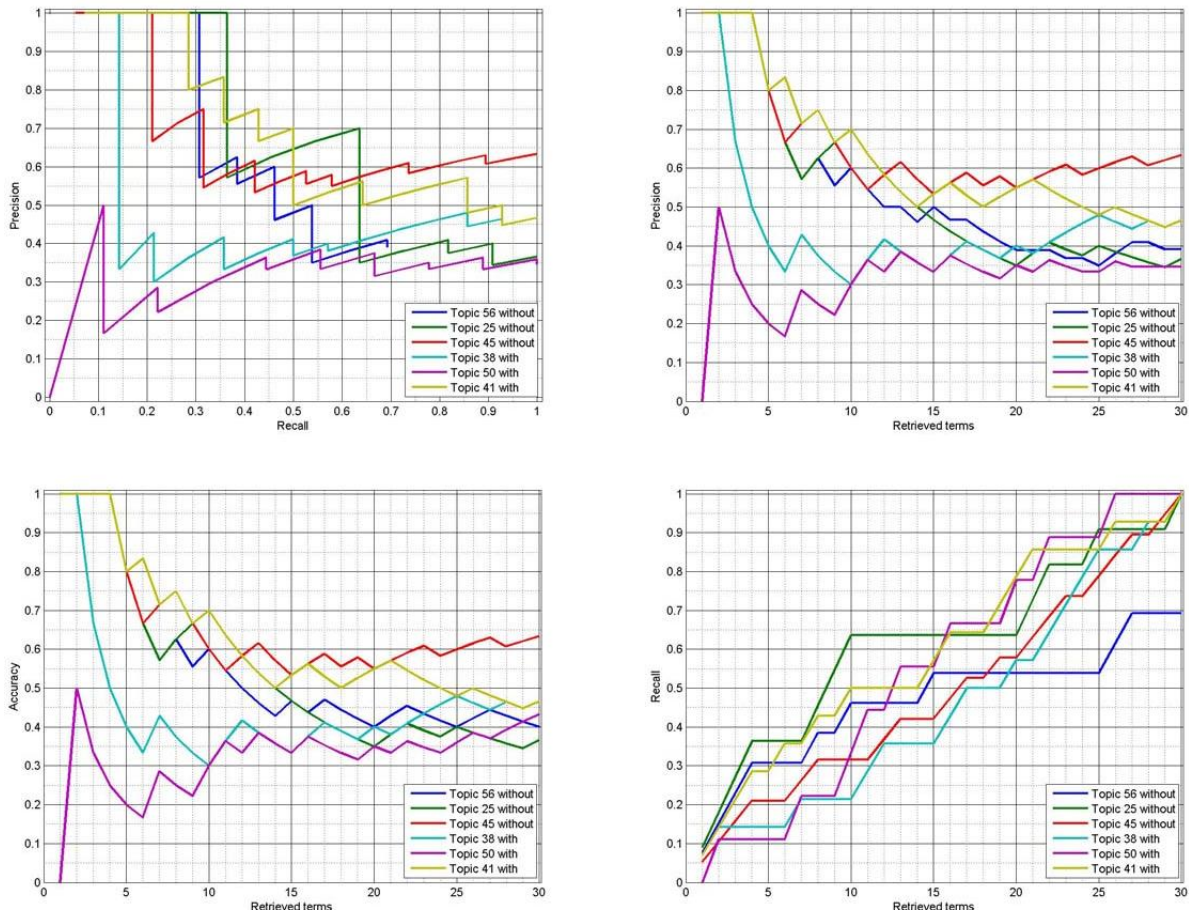 1
0.9
0.8
0.7
0.6
0.5
0.4
0.3
0.2
0.1
0
Precision
0 0.1 0.2 0.3 0.4 0.5 0.6 0.7 0.8 0.9 1
Recall
Topic 56 without
Topic 25 without
Topic 45 without
Topic 38 with
Topic 50 with
Topic 41 with
1
0.9
0.8
0.7
0.6
0.5
0.4
0.3
0.2
0.1
0
Precision
0 5 10 15 20 25 30
Retrieved terms
Topic 56 without
Topic 25 without
Topic 45 without
Topic 38 with
Topic 50 with
Topic 41 with
1
0.9
0.8
0.7
0.6
0.5
0.4
0.3
0.2
0.1
0
Accuracy
0 5 10 15 20 25 30
Retrieved terms
Topic 56 without
Topic 25 without
Topic 45 without
Topic 38 with
Topic 50 with
Topic 41 with
1
0.9
0.8
0.7
0.6
0.5
0.4
0.3
0.2
0.1
0
Recall
0 5 10 15 20 25 30
Retrieved terms
Topic 56 without
Topic 25 without
Topic 45 without
Topic 38 with
Topic 50 with
Topic 41 with